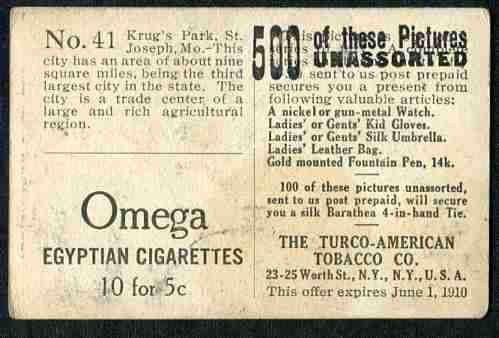 No. 41
Krug's Park, St.
Joseph, Mo.-This
city has an area of about nine
square miles, being the third
largest city in the state. The
city is a trade center of a
large and rich agricultural
region.
Omega
EGYPTIAN CIGARETTES
10 for 5c
500 of these Pictures
UNASSORTED
sent to us post prepaid
secures you a present from
following valuable articles:
A nickel or gun-metal Watch.
Ladies' or Gents' Kid Gloves.
Ladies' or Gents' Silk Umbrella.
Ladies' Leather Bag.
Gold mounted Fountain Pen, 14k.
100 of these pictures unassorted,
sent to us post prepaid, will secure
you a silk Barathea 4-in-hand Tie.
THE TURCO-AMERICAN
TOBACCO CO.
23-25 Worth St., N.Y., N.Y., U.S.A.
This offer expires June 1, 1910